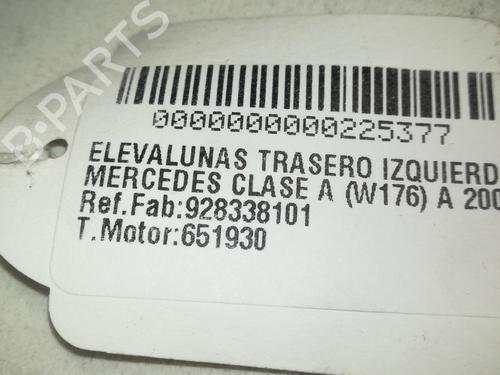 B-PARTS
0000000000225377
ELEVALUNAS TRASERO IZQUIERD
MERCEDES CLASE A (W176) A 200
Ref.Fab:928338101
T.Motor:651930